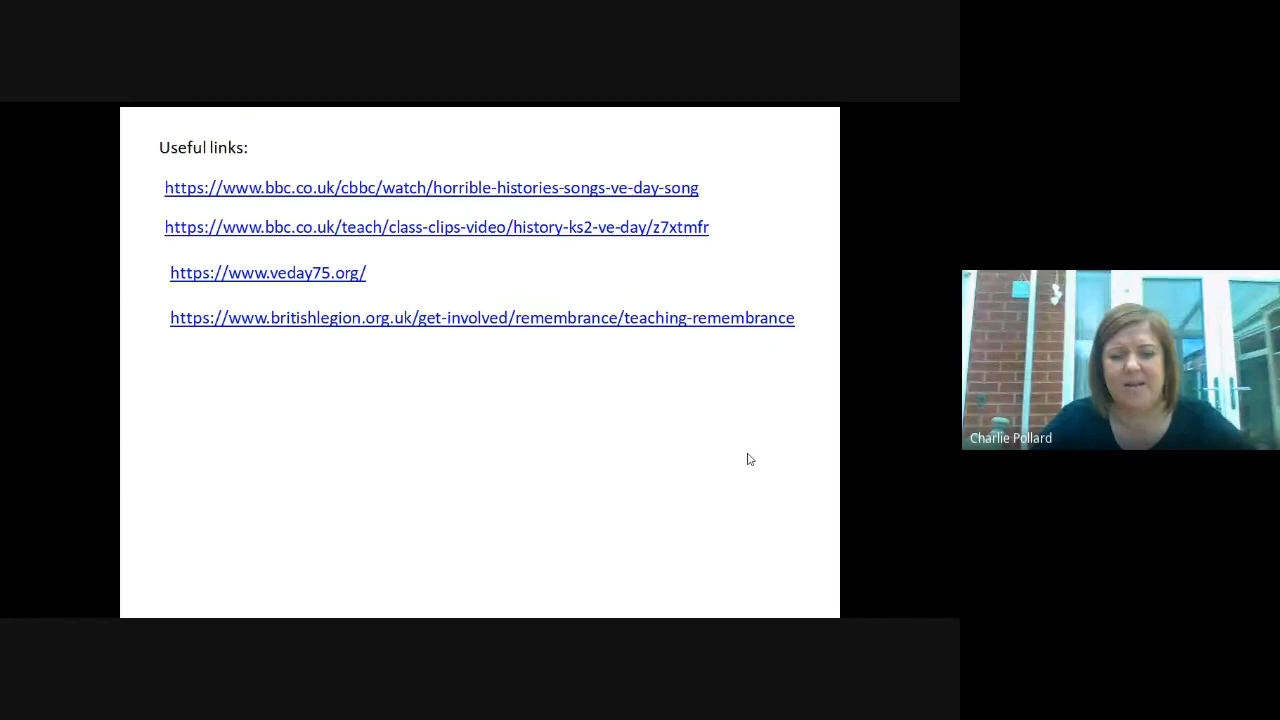 Useful links:
https://www.bbc.co.uk/cbbc/watch/horrible-histories-songs-ve-day-song
https://www.bbc.co.uk/teach/class-clips-video/history-ks2-ve-day/z7xtmfr
https://www.veday75.org/
https://www.britishlegion.org.uk/get-involved/remembrance/teaching-remembrance
Charlie Pollard